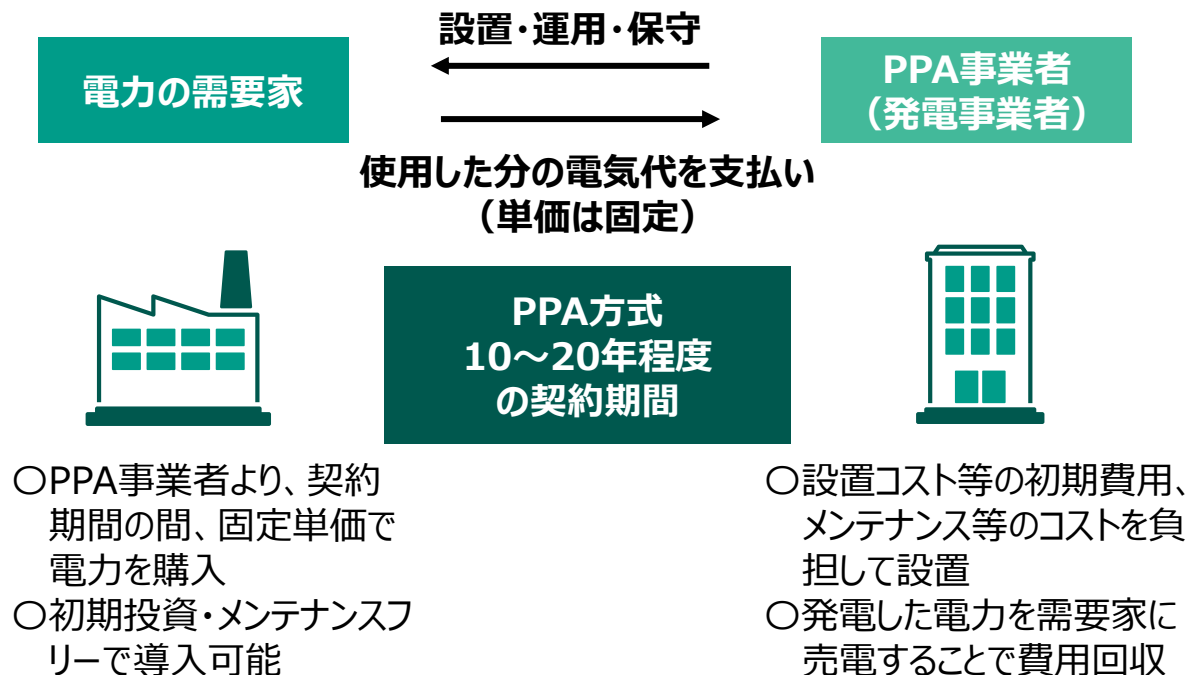 設置・運用・保守
電力の需要家
PPA事業者
（発電事業者）
使用した分の電気代を支払い
（単価は固定）
PPA方式
10～20年程度
の契約期間
〇PPA事業者より、契約
期間の間、固定単価で
電力を購入
〇初期投資・メンテナンスフ
リーで導入可能
〇設置コスト等の初期費用、
メンテナンス等のコストを負
担して設置
〇発電した電力を需要家に
売電することで費用回収